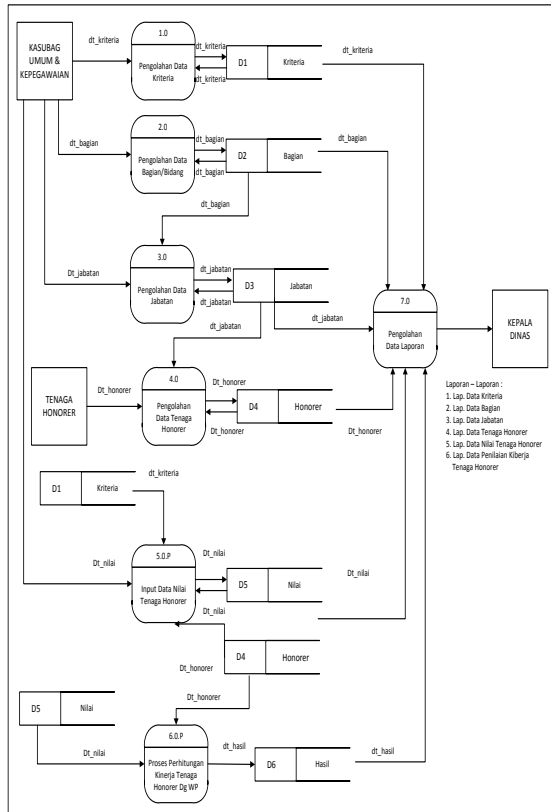 KASUBAG
UMUM &
KEPEGAWAIAN
dt_kriteria
1.0
Pengolahan Data
Kriteria
dt_kriteria
dt_kriteria
D1
Kriteria
dt_kriteria
2.0
Pengolahan Data
Bagian/Bidang
dt_bagian
dt_bagian
dt_bagian
D2
Bagian
dt_bagian
dt_bagian
3.0
Pengolahan Data
Jabatan
Dt_jabatan
dt_jabatan
dt_jabatan
D3
Jabatan
dt_jabatan
dt_jabatan
7.0
Pengolahan
Data Laporan
KEPALA
DINAS
TENAGA
HONORER
Dt_honorer
4.0
Pengolahan
Data Tenaga
Honorer
Dt_honorer
Dt_honorer
D4
Honorer
Dt_honorer
Laporan – Laporan :
1. Lap. Data Kriteria
2. Lap. Data Bagian
3. Lap. Data Jabatan
4. Lap. Data Tenaga Honorer
5. Lap. Data Nilai Tenaga Honorer
6. Lap. Data Penilaian Kiberja
Tenaga Honorer
D1
Kriteria
dt_kriteria
5.0.P
Input Data Nilai
Tenaga Honorer
Dt_nilai
Dt_nilai
Dt_nilai
D5
Nilai
Dt_nilai
D4
Honorer
Dt_honorer
Dt_honorer
D5
Nilai
Dt_nilai
6.0.P
Proses Perhitungan
Kinerja Tenaga
Honorer Dg WP
dt_hasil
D6
Hasil
dt_hasil